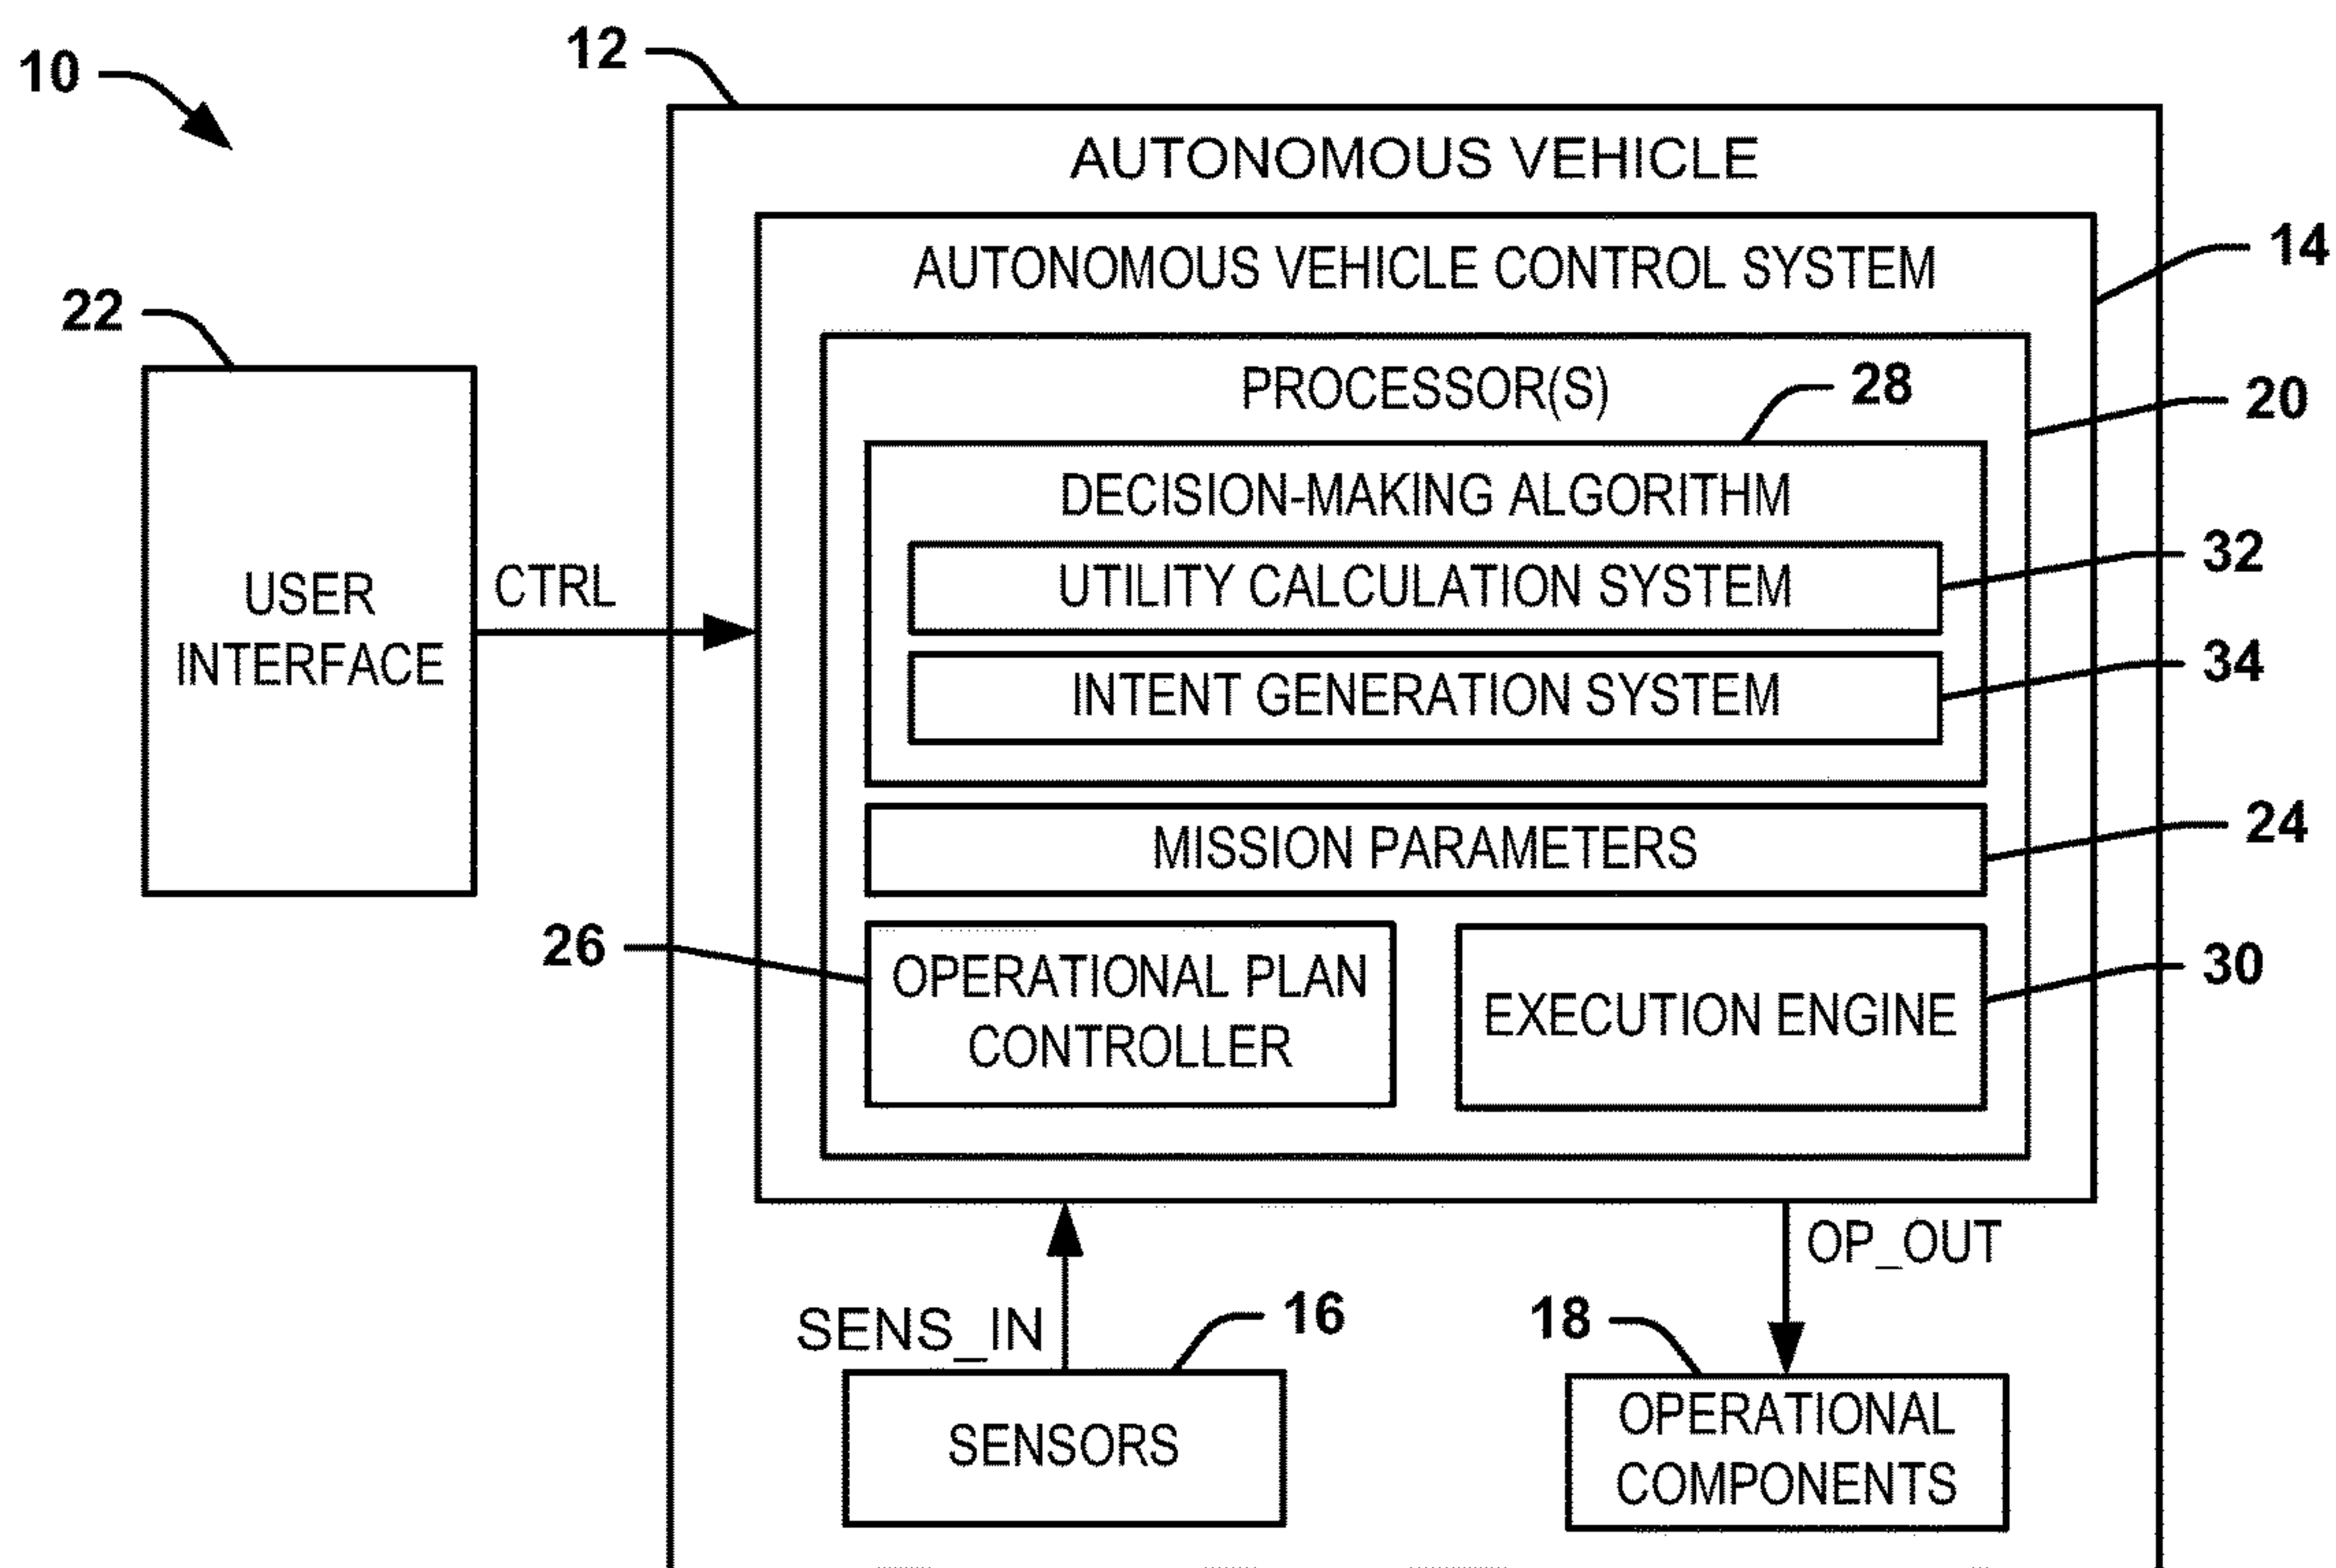 12
10
AUTONOMOUS VEHICLE
14
AUTONOMOUS VEHICLE CONTROL SYSTEM
22
PROCESSOR(S)
28
20
DECISION-MAKING ALGORITHM
UTILITY CALCULATION SYSTEM
32
USER
INTERFACE
CTRL
INTENT GENERATION SYSTEM
34
MISSION PARAMETERS
24
26
OPERATIONAL PLAN
CONTROLLER
EXECUTION ENGINE
30
OP_OUT
SENS_IN
16
18
SENSORS
OPERATIONAL
COMPONENTS